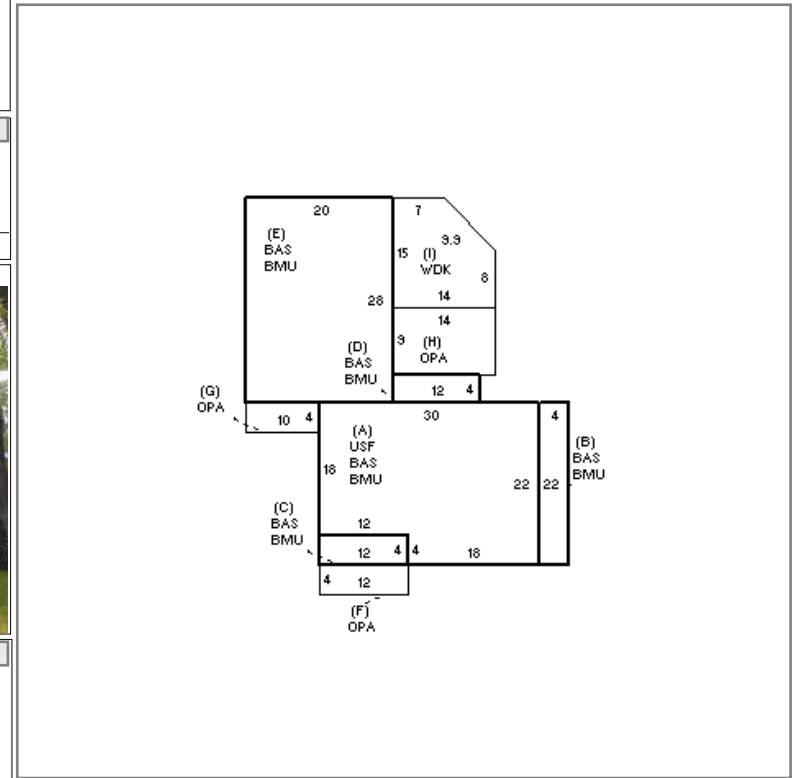 20
7
(E)
BAS
BMU
9.9
15
(I)
WDK
8
28
14
14
9
(H)
OPA
(D)
BAS
BMU
12 4
(G)
OPA
10 4
30
4
(A)
USF
BAS
BMU
(B)
BAS
BMU
18
22
22
(C)
BAS
BMU
12
12 4
4
18
4 12
(F)
OPA